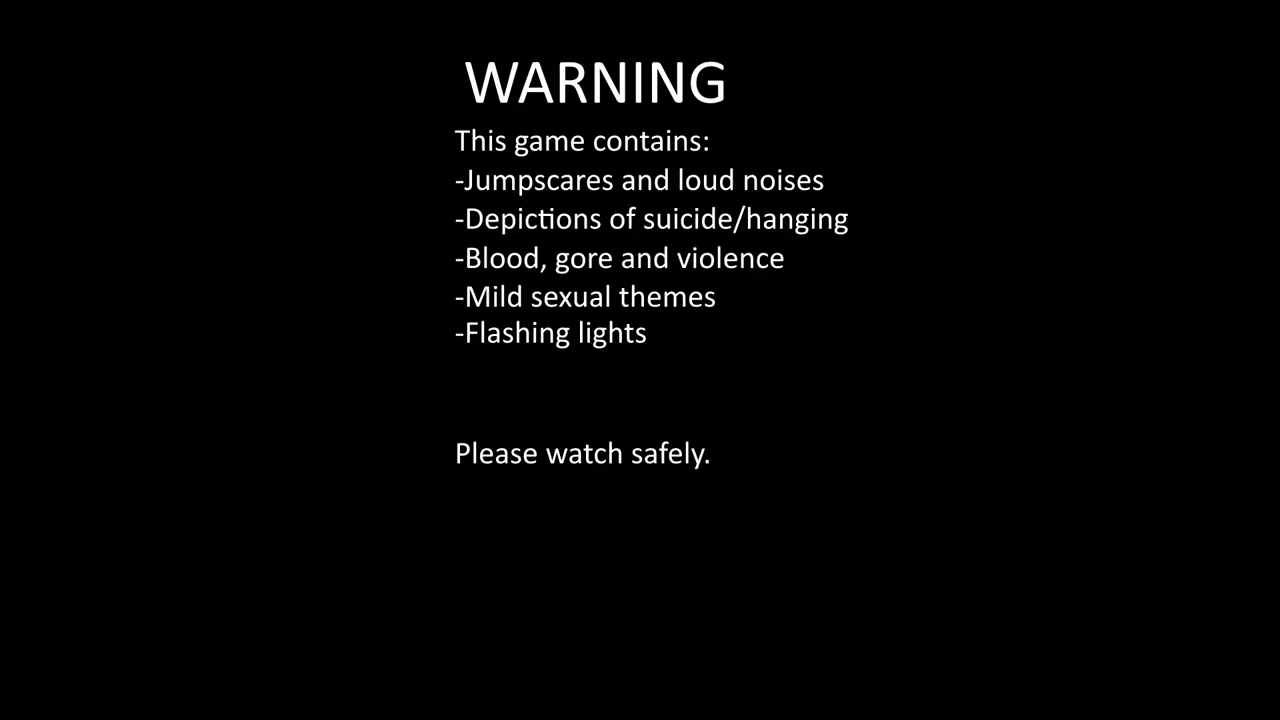 WARNING
This game contains:
-Jumpscares and loud noises
-Depictions of suicide/hanging
-Blood, gore and violence
-Mild sexual themes
-Flashing lights
Please watch safely.